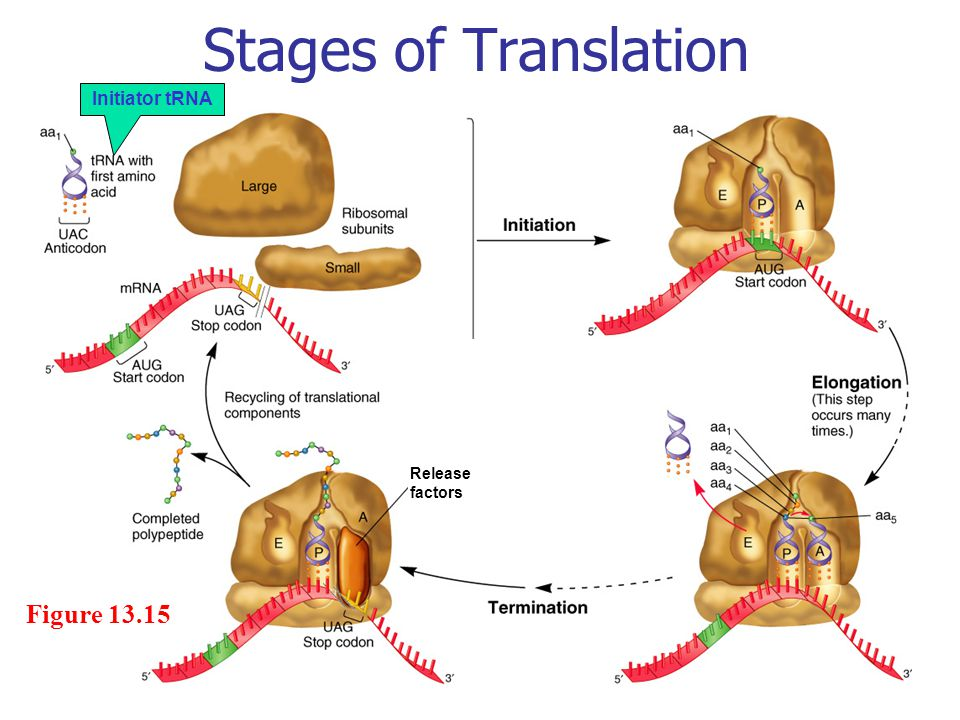 Stages of Translation
Initiator tRNA
aa1
tRNA with
first amino
acid
UAC
Anticodon
Large
Ribosomal
subunits
Small
mRNA
UAG
Stop codon
5′
AUG
Start codon
3′
Initiation
aa1
E
P
A
AUG
Start codon
5′
3′
Elongation
(This step
occurs many
times.)
aa1
aa2
aa3
aa4
aa5
E
P
A
5′
3′
Termination
Release
factors
A
E
P
UAG
Stop codon
5′
3′
Completed
polypeptide
Recycling of translational
components
Figure 13.15